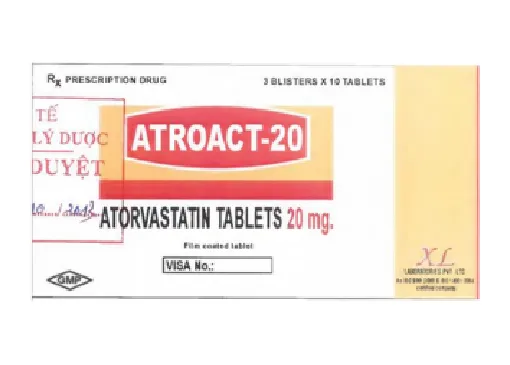 Rx PRESCRIPTION DRUG
3 BLISTERS X 10 TABLETS
TẾ
LÝ DƯỢC
DUYỆT
ATROACT-20
ATORVASTATIN TABLETS 20 mg.
Film coated tablet
VISA No.:
GMP
XL
LABORATORIES PVT. LTD